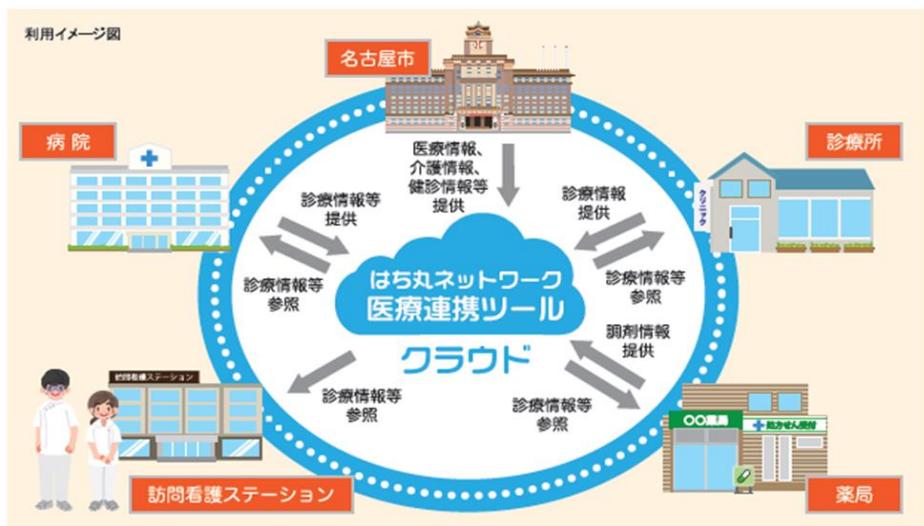 利用イメージ図
名古屋市
病院
診療所
医療情報、
介護情報、
健診情報等
提供
診療情報等
提供
診療情報
提供
クリニック
診療情報等
参照
はち丸ネットワーク
医療連携ツール
クラウド
診療情報等
参照
調剤情報
提供
訪問看護ステーション
診療情報等
参照
診療情報等
参照
〇〇薬局
処方せん受付
訪問看護ステーション
薬局